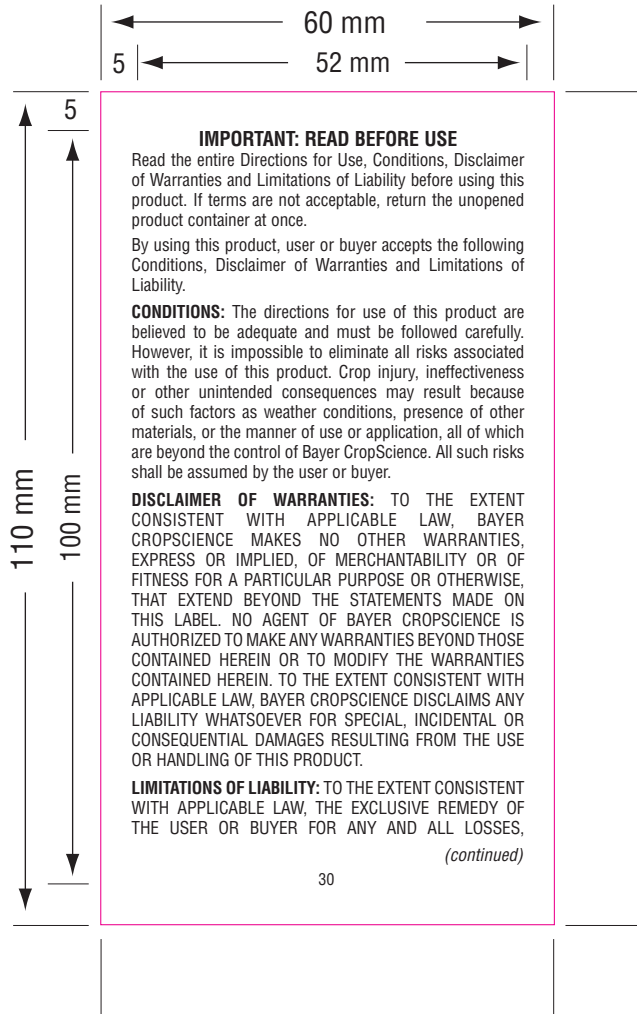 60 mm
5 52 mm
5
110 mm
100 mm
IMPORTANT: READ BEFORE USE
Read the entire Directions for Use, Conditions, Disclaimer
of Warranties and Limitations of Liability before using this
product. If terms are not acceptable, return the unopened
product container at once.
By using this product, user or buyer accepts the following
Conditions, Disclaimer of Warranties and Limitations of
Liability.
CONDITIONS: The directions for use of this product are
believed to be adequate and must be followed carefully.
However, it is impossible to eliminate all risks associated
with the use of this product. Crop injury, ineffectiveness
or other unintended consequences may result because
of such factors as weather conditions, presence of other
materials, or the manner of use or application, all of which
are beyond the control of Bayer CropScience. All such risks
shall be assumed by the user or buyer.
DISCLAIMER OF WARRANTIES: TO THE EXTENT
CONSISTENT WITH APPLICABLE LAW, BAYER
CROPSCIENCE MAKES NO OTHER WARRANTIES,
EXPRESS OR IMPLIED, OF MERCHANTABILITY OR OF
FITNESS FOR A PARTICULAR PURPOSE OR OTHERWISE,
THAT EXTEND BEYOND THE STATEMENTS MADE ON
THIS LABEL. NO AGENT OF BAYER CROPSCIENCE IS
AUTHORIZED TO MAKE ANY WARRANTIES BEYOND THOSE
CONTAINED HEREIN OR TO MODIFY THE WARRANTIES
CONTAINED HEREIN. TO THE EXTENT CONSISTENT WITH
APPLICABLE LAW, BAYER CROPSCIENCE DISCLAIMS ANY
LIABILITY WHATSOEVER FOR SPECIAL, INCIDENTAL OR
CONSEQUENTIAL DAMAGES RESULTING FROM THE USE
OR HANDLING OF THIS PRODUCT.
LIMITATIONS OF LIABILITY: TO THE EXTENT CONSISTENT
WITH APPLICABLE LAW, THE EXCLUSIVE REMEDY OF
THE USER OR BUYER FOR ANY AND ALL LOSSES,
(continued)
30